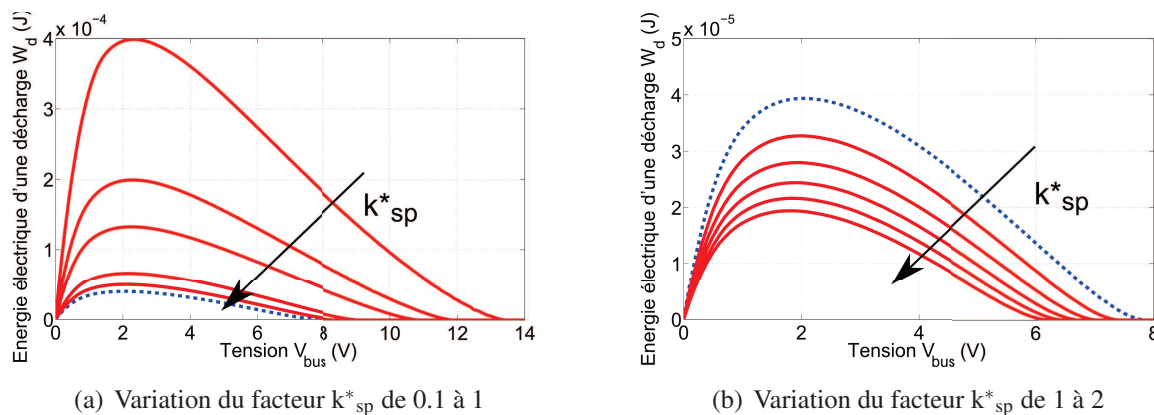 x 10⁻⁴
Energie électrique d'une décharge W_d (J)
4
3
2
1
0
0 2 4 6 8 10 12 14
k*sp
Tension V_bus (V)
(a) Variation du facteur k*sp de 0.1 à 1
x 10⁻⁵
Energie électrique d'une décharge W_d (J)
5
4
3
2
1
0
0 2 4 6 8
k*sp
Tension V_bus (V)
(b) Variation du facteur k*sp de 1 à 2